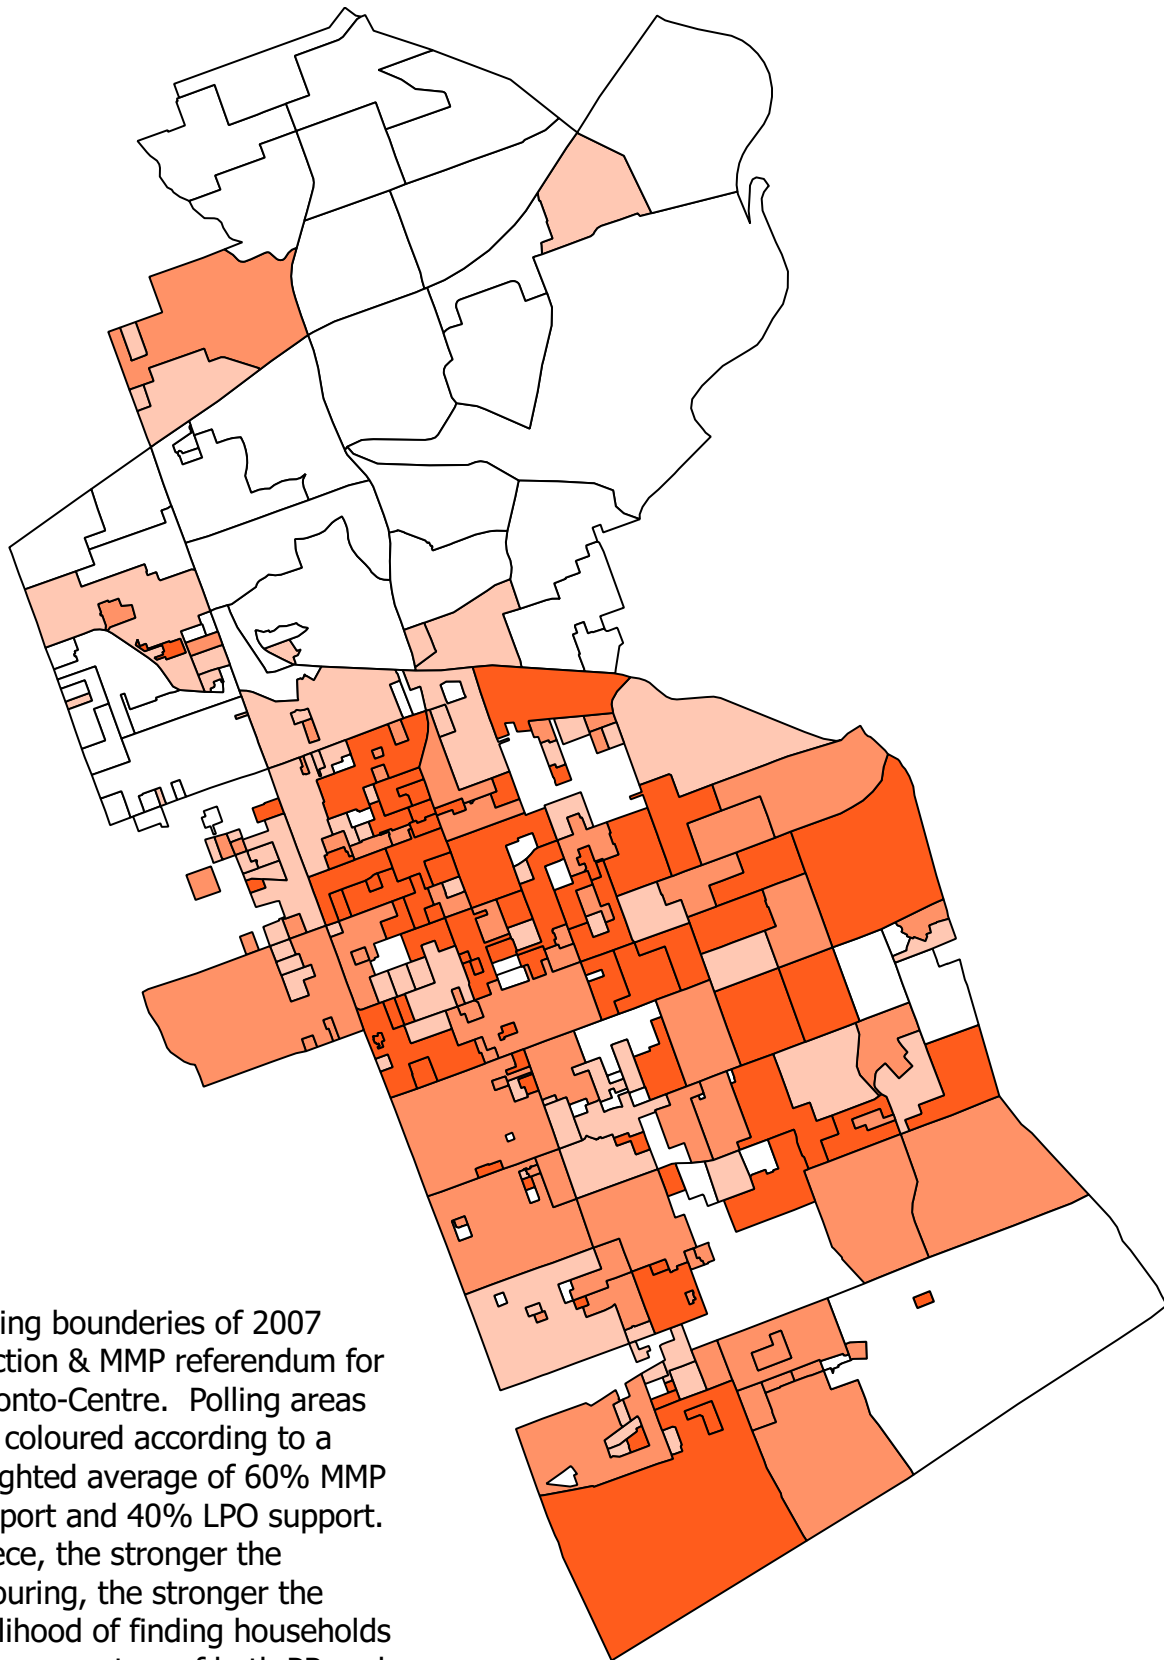 ing bounderies of 2007
ction & MMP referendum for
onto-Centre. Polling areas
coloured according to a
ghted average of 60% MMP
port and 40% LPO support.
ece, the stronger the
ouring, the stronger the
lihood of finding households